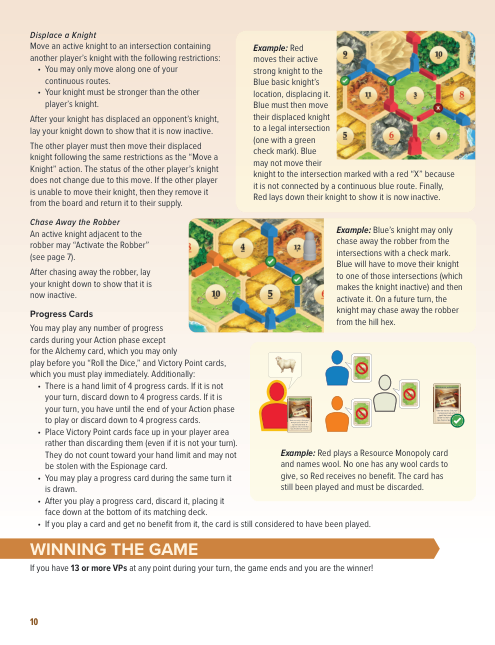 Displace a Knight
Move an active knight to an intersection containing
another player's knight with the following restrictions:
• You may only move along one of your
continuous routes.
• Your knight must be stronger than the other
player's knight.
After your knight has displaced an opponent's knight,
lay your knight down to show that it is now inactive.
The other player must then move their displaced
knight following the same restrictions as the "Move a
Knight" action. The status of the other player's knight
does not change due to this move. If the other player
is unable to move their knight, then they remove it
from the board and return it to their supply.
Example: Red
moves their active
strong knight to the
Blue basic knight's
location, displacing it.
Blue must then move
their displaced knight
to a legal intersection
(one with a green
check mark). Blue
may not move their
knight to the intersection marked with a red "X" because
it is not connected by a continuous blue route. Finally,
Red lays down their knight to show it is now inactive.
9
10
11
3
8
5
6
4
X
Chase Away the Robber
An active knight adjacent to the
robber may "Activate the Robber"
(see page 7).
After chasing away the robber, lay
your knight down to show that it is
now inactive.
4
12
10
5
Example: Blue's knight may only
chase away the robber from the
intersections with a check mark.
Blue will have to move their knight
to one of those intersections (which
makes the knight inactive) and then
activate it. On a future turn, the
knight may chase away the robber
from the hill hex.
Progress Cards
You may play any number of progress
cards during your Action phase except
for the Alchemy card, which you may only
play before you "Roll the Dice," and Victory Point cards,
which you must play immediately. Additionally:
• There is a hand limit of 4 progress cards. If it is not
your turn, discard down to 4 progress cards. If it is
your turn, you have until the end of your Action phase
to play or discard down to 4 progress cards.
• Place Victory Point cards face up in your player area
rather than discarding them (even if it is not your turn).
They do not count toward your hand limit and may not
be stolen with the Espionage card.
• You may play a progress card during the same turn it
is drawn.
• After you play a progress card, discard it, placing it
face down at the bottom of its matching deck.
• If you play a card and get no benefit from it, the card is still considered to have been played.
Example: Red plays a Resource Monopoly card
and names wool. No one has any wool cards to
give, so Red receives no benefit. The card has
still been played and must be discarded.
WINNING THE GAME
If you have 13 or more VPs at any point during your turn, the game ends and you are the winner!
10